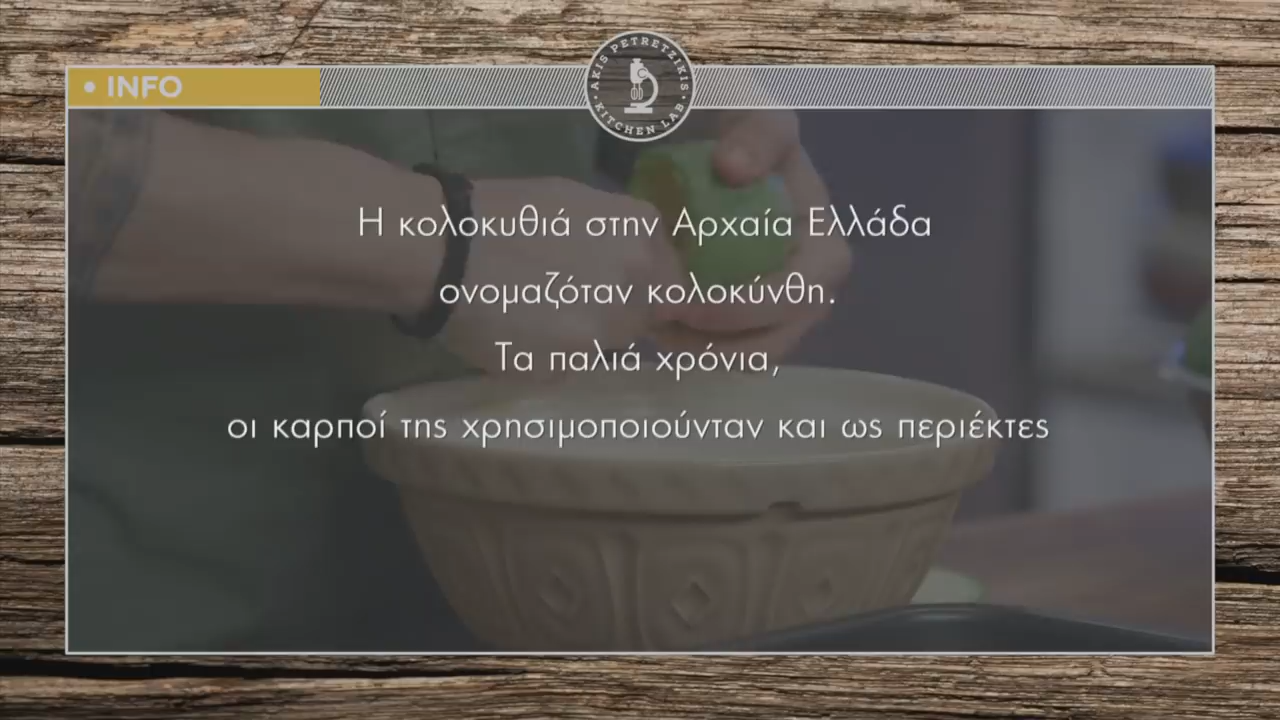 • INFO
AKIS PETRETZIKIS
• KITCHEN LAB •
Η κολοκυθιά στην Αρχαία Ελλάδα
ονομαζόταν κολοκύνθη.
Τα παλιά χρόνια,
οι καρποί της χρησιμοποιούνταν και ως περιέκτες